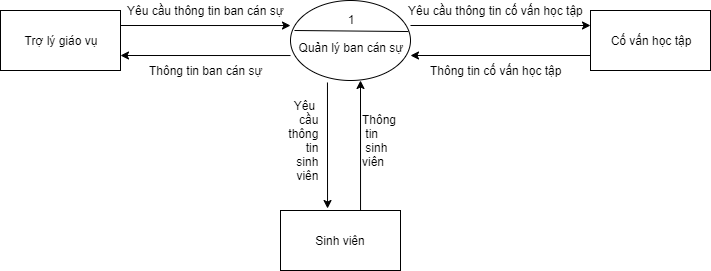 Yêu cầu thông tin ban cán sự
1
Yêu cầu thông tin cố vấn học tập
Trợ lý giáo vụ
Quản lý ban cán sự
Cố vấn học tập
Thông tin ban cán sự
Thông tin cố vấn học tập
Yêu
cầu
thông
tin
sinh
viên
Thông
tin
sinh
viên
Sinh viên